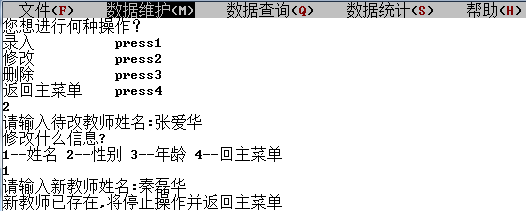 文件(F) 数据维护(M) 数据查询(Q) 数据统计(S) 帮助(H)
您想进行何种操作?
录入 press1
修改 press2
删除 press3
返回主菜单 press4
2
请输入待改教师姓名:张爱华
修改什么信息?
1--姓名 2--性别 3--年龄 4--回主菜单
1
请输入新教师姓名:秦磊华
新教师已存在,将停止操作并返回主菜单